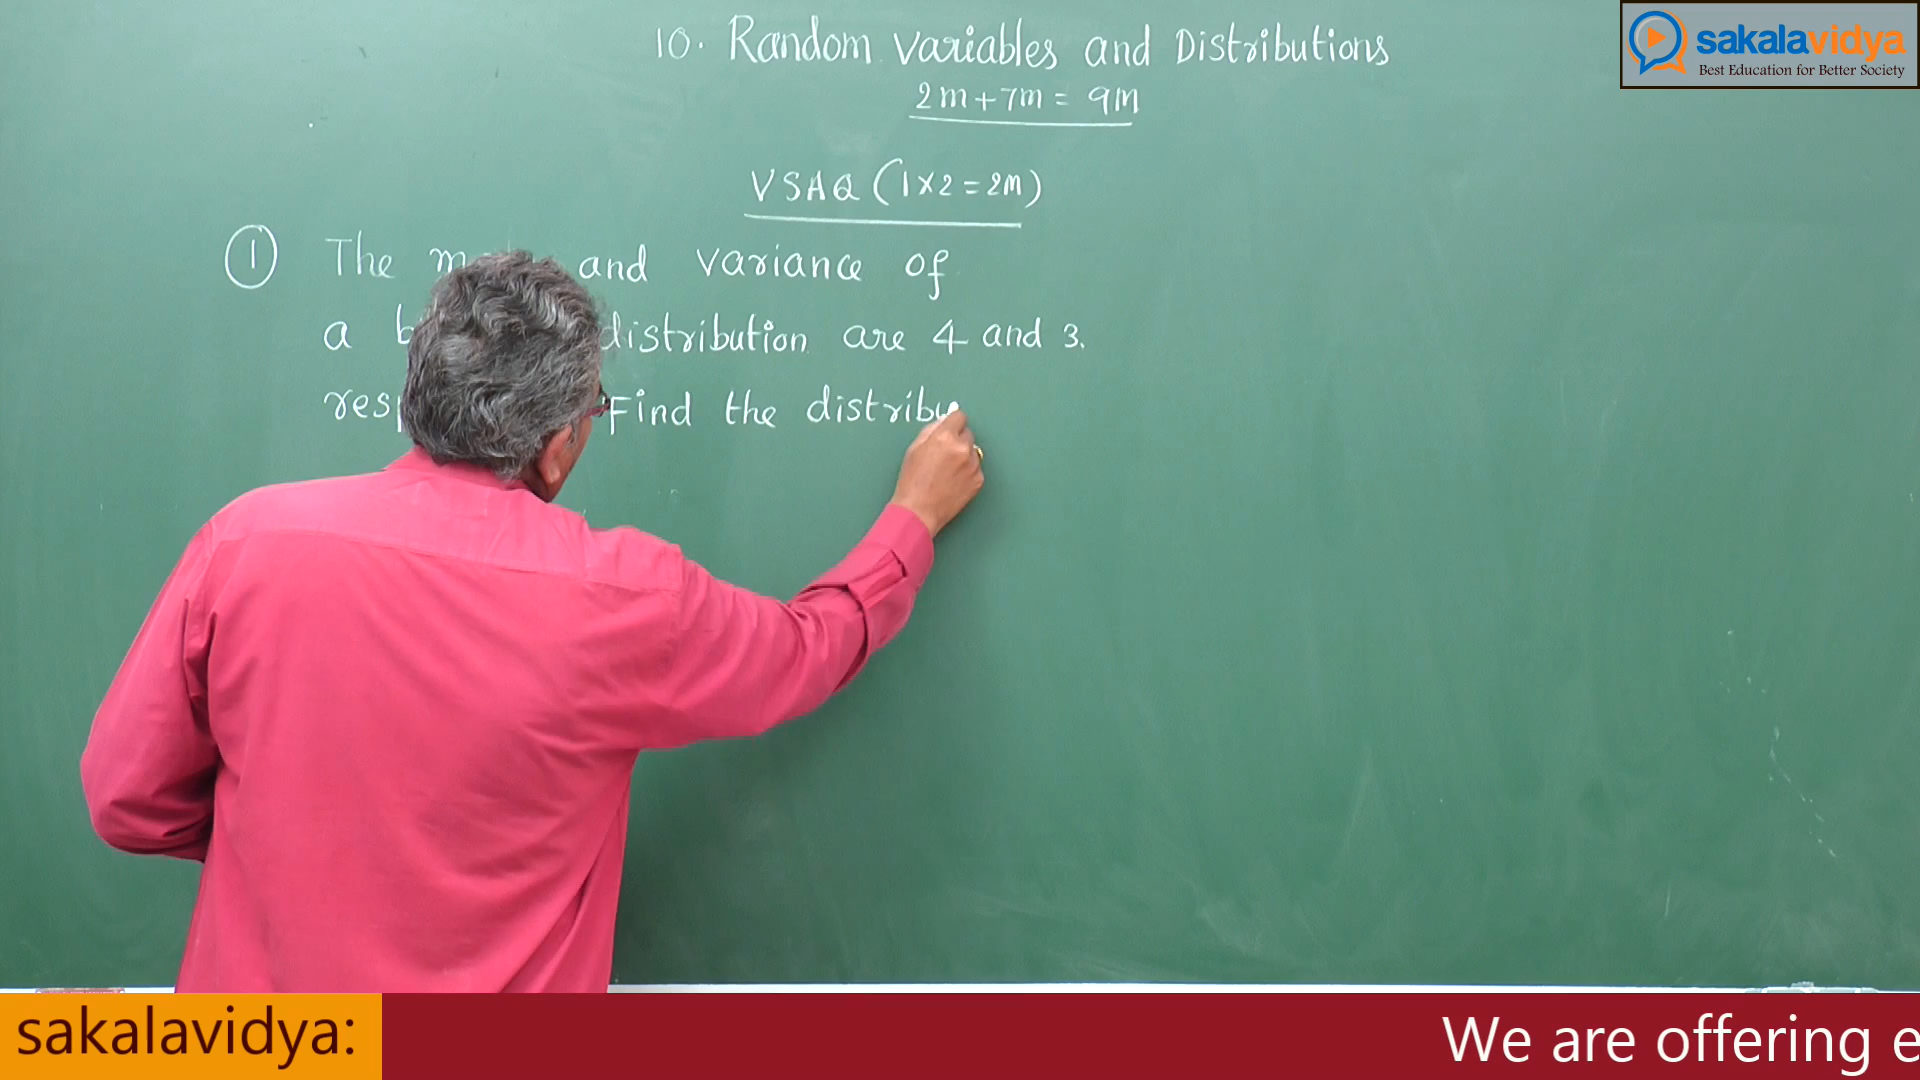 10. Random variables and Distributions
2m+7m = 9M
VSAQ (1×2=2M)
1 The and variance of
a distribution are 4 and 3.
Find the distribu
sakalavidya
Best Education for Better Society
sakalavidya:
We are offering e